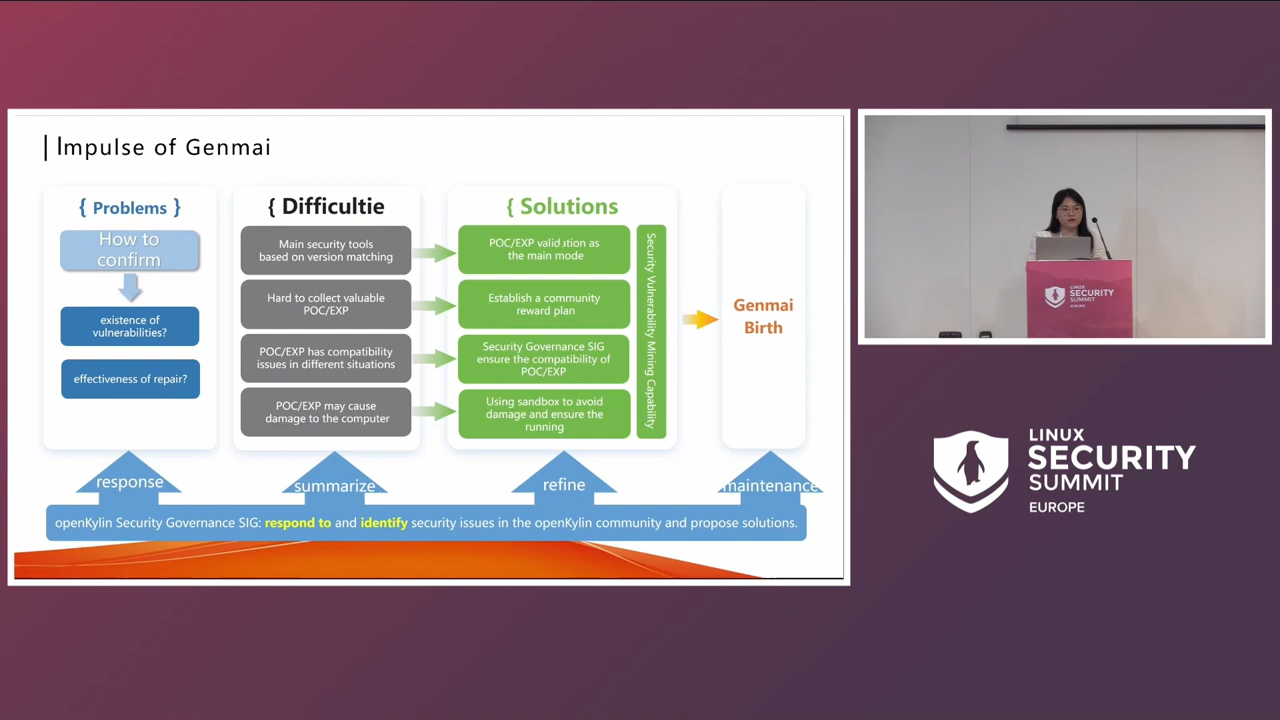 Impulse of Genmai
{ Problems }
How to
confirm
existence of
vulnerabilities?
effectiveness of repair?
{ Difficultie
Main security tools
based on version matching
Hard to collect valuable
POC/EXP
POC/EXP has compatibility
issues in different situations
POC/EXP may cause
damage to the computer
{ Solutions
POC/EXP validation as
the main mode
Establish a community
reward plan
Security Governance SIG
ensure the compatibility of
POC/EXP
Using sandbox to avoid
damage and ensure the
running
Security Vulnerability Mining Capability
Genmai
Birth
response
summarize
refine
maintenance
openKylin Security Governance SIG: respond to and identify security issues in the openKylin community and propose solutions.
LINUX
SECURITY
SUMMIT
EUROPE
LINUX
SECURITY
SUMMIT
EUROPE